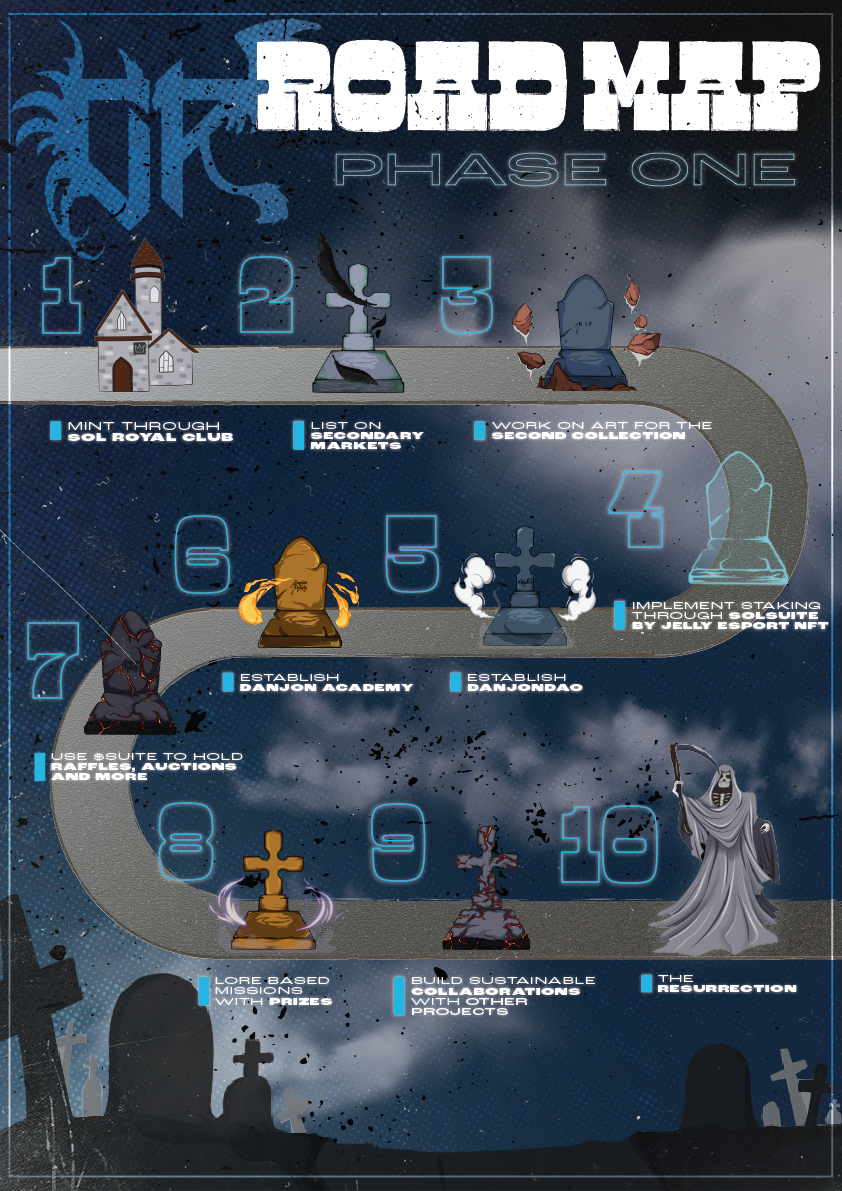 ROAD MAP
PHASE ONE
1
2
3
MINT THROUGH
SOL ROYAL CLUB
LIST ON
SECONDARY
MARKETS
R.I.P
WORK ON ART FOR THE
SECOND COLLECTION
4
IMPLEMENT STAKING
THROUGH SOLSUITE
BY JELLY ESPORT NFT
5
ESTABLISH
DANJONDAO
6
ESTABLISH
DANJON ACADEMY
7
USE $SUITE TO HOLD
RAFFLES, AUCTIONS
AND MORE
8
LORE BASED
MISSIONS
WITH PRIZES
9
BUILD SUSTAINABLE
COLLABORATIONS
WITH OTHER
PROJECTS
10
THE
RESURRECTION